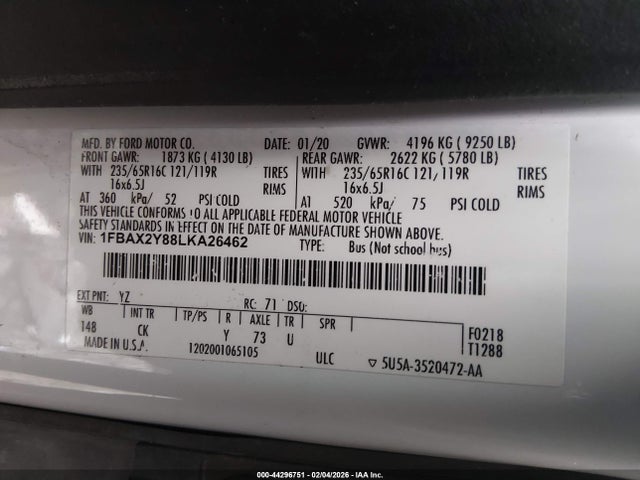 MFD. BY FORD MOTOR CO. DATE: 01/20 GVWR: 4196 KG ( 9250 LB)
FRONT GAWR: 1873 KG ( 4130 LB) REAR GAWR: 2622 KG ( 5780 LB)
WITH 235/65R16C 121/119R TIRES WITH: 235/65R16C 121/119R TIRES
16x6.5J RIMS 16x6.5J RIMS
AT 360 kPa/ 52 PSI COLD AT 520 kPa/ 75 PSI COLD
THIS VEHICLE CONFORMS TO ALL APPLICABLE FEDERAL MOTOR VEHICLE
SAFETY STANDARDS IN EFFECT ON THE DATE OF MANUFACTURE SHOWN ABOVE.
VIN: 1FBAX2Y88LKA26462 TYPE: Bus (Not school bus)
EXT PNT: YZ RC: 71 DSO:
WB INT TR TP/PS R AXLE TR SPR F0218
148 CK Y 73 U T1288
MADE IN U.S.A. 1202001065105 ULC ▽ 5U5A-3520472-AA
000-44296751 - 02/04/2026 - IAA Inc.